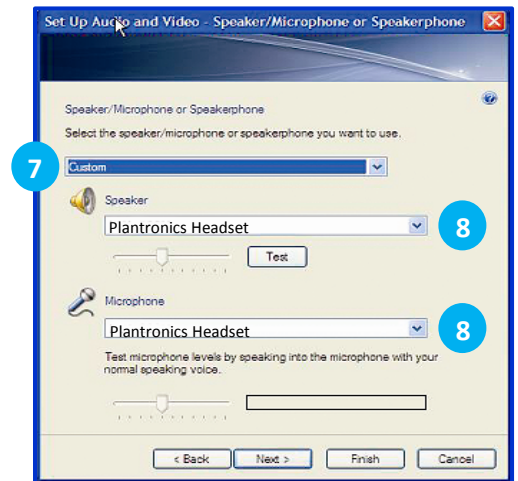 Set Up Audio and Video - Speaker/Microphone or Speakerphone
Speaker/Microphone or Speakerphone
Select the speaker/microphone or speakerphone you want to use.
7
Custom
Speaker
Plantronics Headset
8
Test
Microphone
Plantronics Headset
8
Test microphone levels by speaking into the microphone with your
normal speaking voice.
< Back
Next >
Finish
Cancel